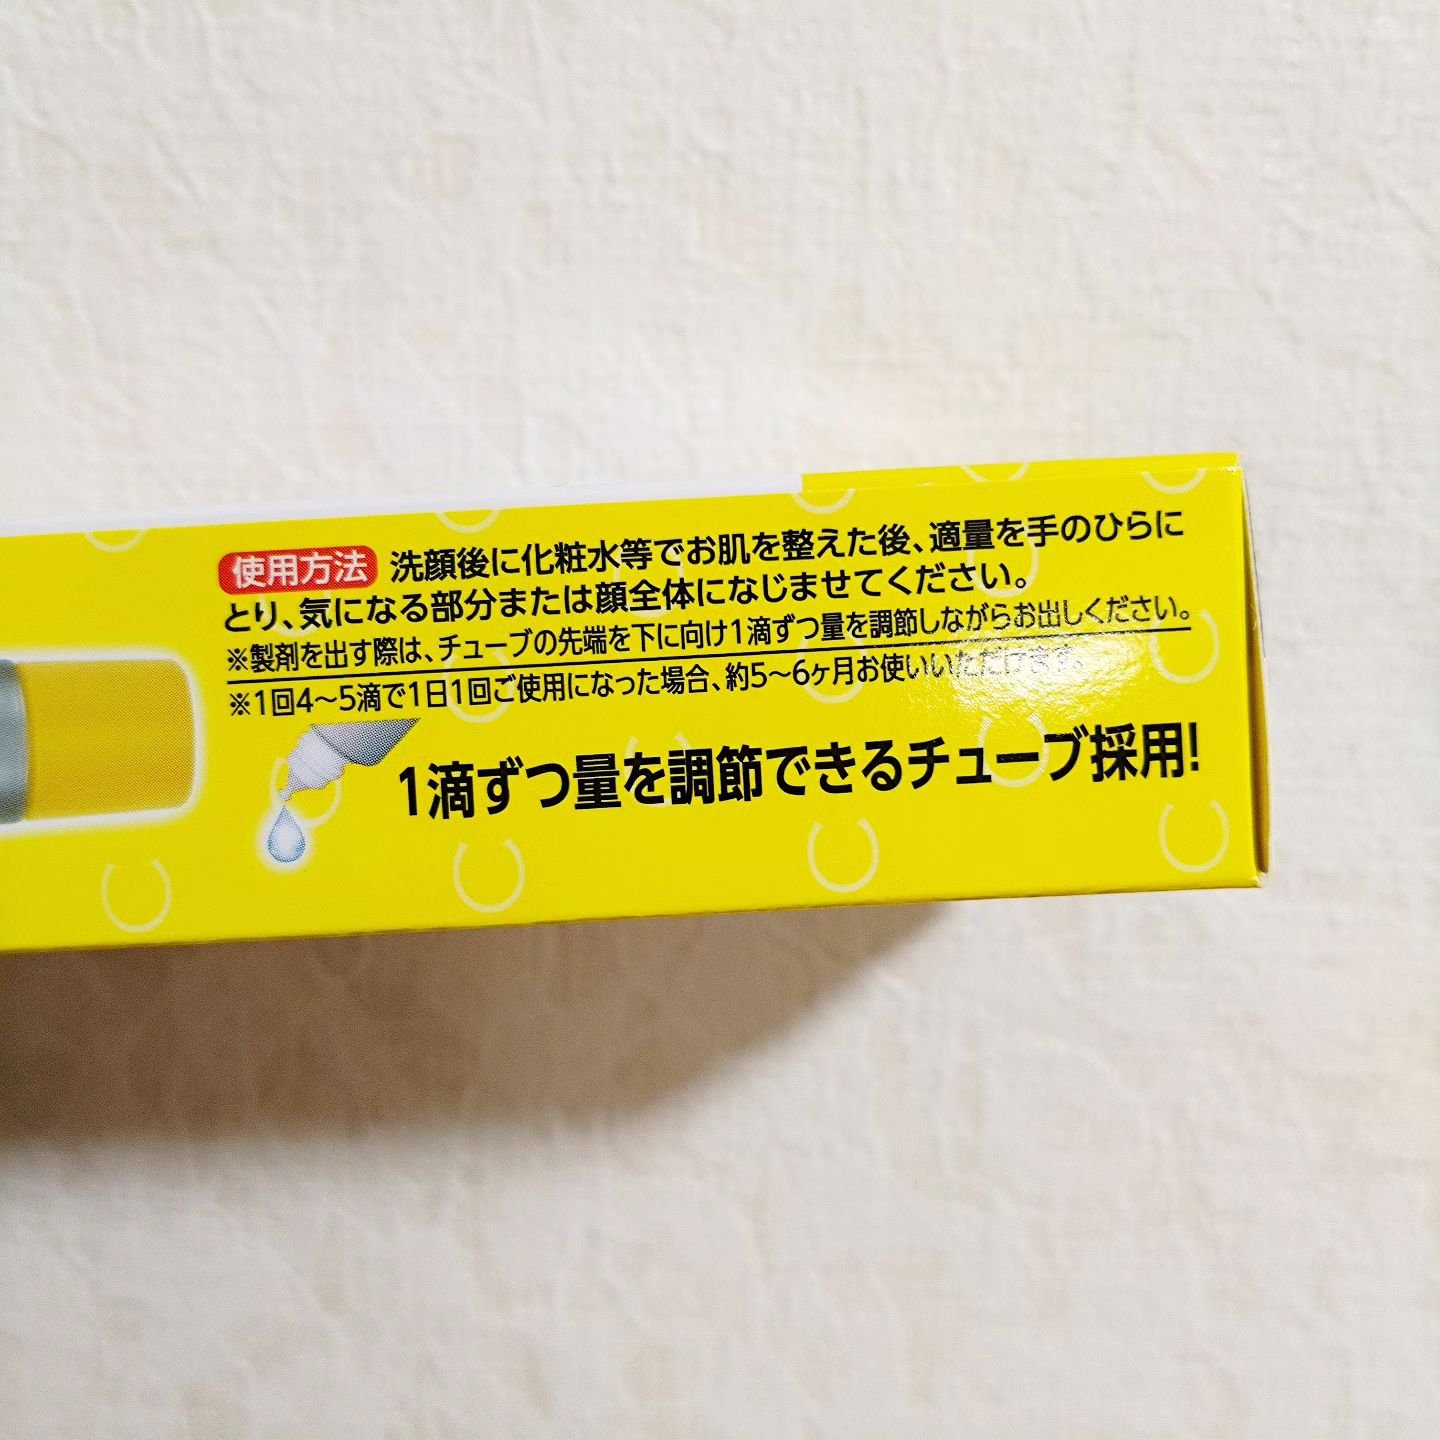 使用方法 洗顔後に化粧水等でお肌を整えた後、適量を手のひらに
とり、気になる部分または顔全体になじませてください。
※製剤を出す際は、チューブの先端を下に向け1滴ずつ量を調節しながらお出しください。
※1回4〜5滴で1日1回ご使用になった場合、約5〜6ヶ月お使いいただけます。
1滴ずつ量を調節できるチューブ採用!